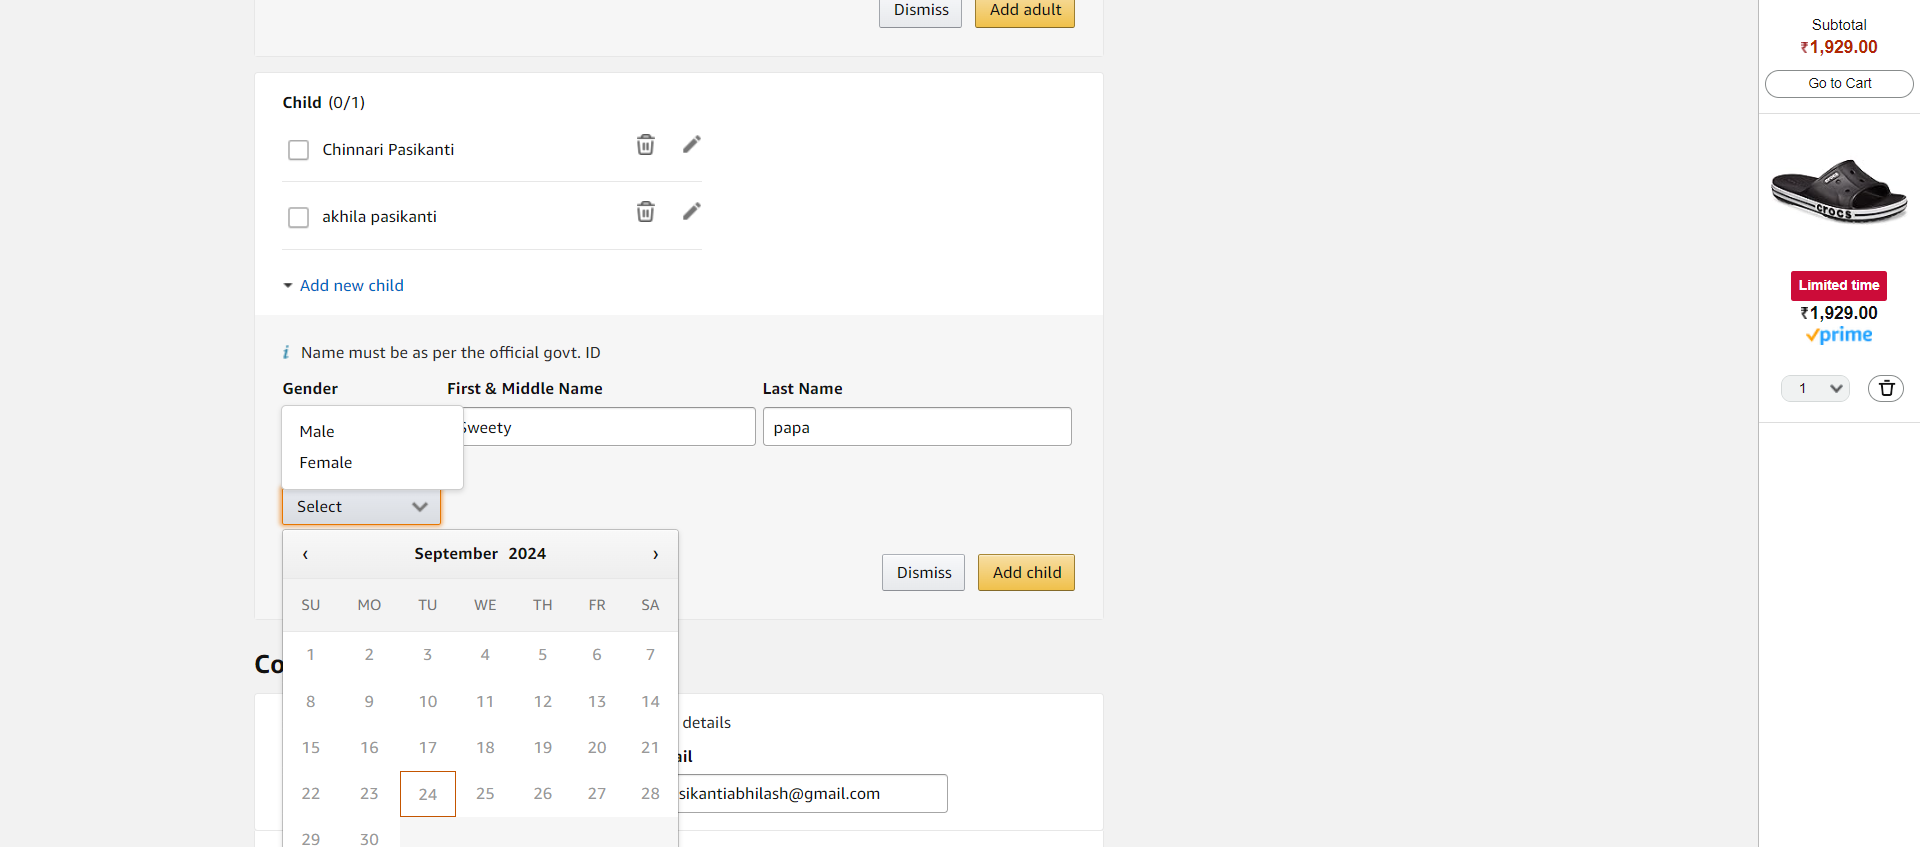 Dismiss
Add adult
Child (0/1)
Chinnari Pasikanti
akhila pasikanti
Add new child
i Name must be as per the official govt. ID
Gender First & Middle Name Last Name
Male
Female
Sweety
papa
Select
‹ September 2024 ›
SU MO TU WE TH FR SA
1 2 3 4 5 6 7
8 9 10 11 12 13 14
15 16 17 18 19 20 21
22 23 24 25 26 27 28
29 30
Dismiss
Add child
Co
details
ail
sikantiabhilash@gmail.com
Subtotal
₹1,929.00
Go to Cart
crocs
Limited time
₹1,929.00
prime
1